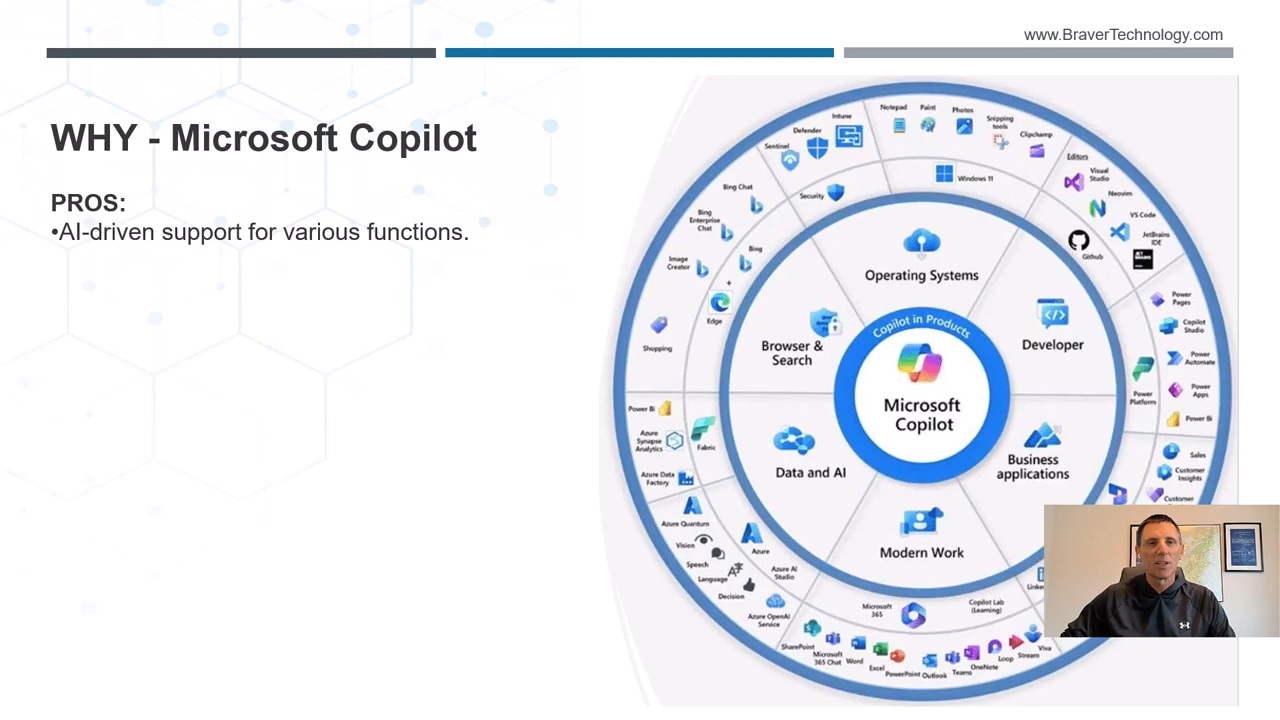 www.BraverTechnology.com
WHY - Microsoft Copilot
PROS:
•AI-driven support for various functions.
Notepad
Paint
Photos
Snipping
tools
Clipchamp
Windows 11
Intune
Defender
Sentinel
Security
Bing Chat
Bing
Enterprise
Chat
Image
Creator
Bing
+
Edge
Shopping
Editors
Visual
Studio
Neovim
VS Code
JetBrains
IDE
JET
BRAINS
Github
Operating Systems
Browser &
Search
Developer
Copilot in Products
Microsoft
Copilot
Data and AI
Business
applications
Modern Work
Power
Pages
Copilot
Studio
Power
Automate
Power
Apps
Power BI
Power
Platform
Sales
Customer
Insights
Customer
Power Bi
Azure
Synapse
Analytics
Azure Data
Factory
Fabric
Azure Quantum
Vision
Speech
Language
Decision
Azure OpenAI
Service
Azure
Azure AI
Studio
Microsoft
365
Copilot Lab
(Learning)
Linke
SharePoint
Microsoft
365 Chat
Word
Excel
PowerPoint
Outlook
Teams
OneNote
Loop
Stream
Viva